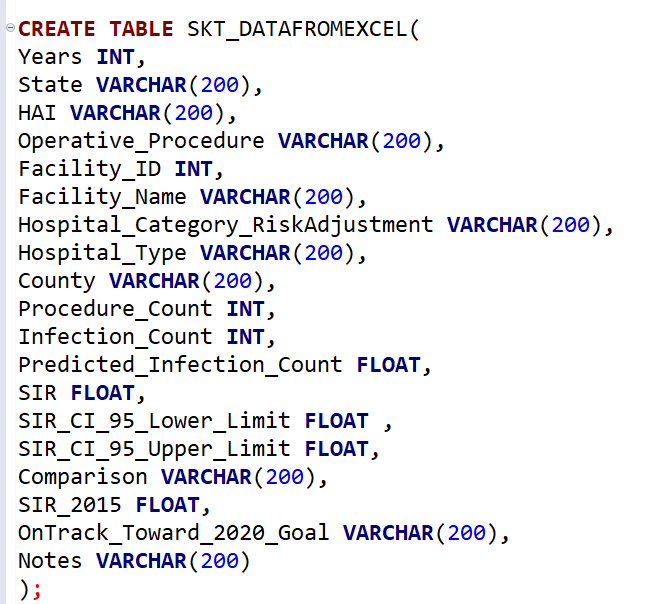 CREATE TABLE SKT_DATAFROMEXCEL(
Years INT,
State VARCHAR(200),
HAI VARCHAR(200),
Operative_Procedure VARCHAR(200),
Facility_ID INT,
Facility_Name VARCHAR(200),
Hospital_Category_RiskAdjustment VARCHAR(200),
Hospital_Type VARCHAR(200),
County VARCHAR(200),
Procedure_Count INT,
Infection_Count INT,
Predicted_Infection_Count FLOAT,
SIR FLOAT,
SIR_CI_95_Lower_Limit FLOAT ,
SIR_CI_95_Upper_Limit FLOAT,
Comparison VARCHAR(200),
SIR_2015 FLOAT,
OnTrack_Toward_2020_Goal VARCHAR(200),
Notes VARCHAR(200)
);